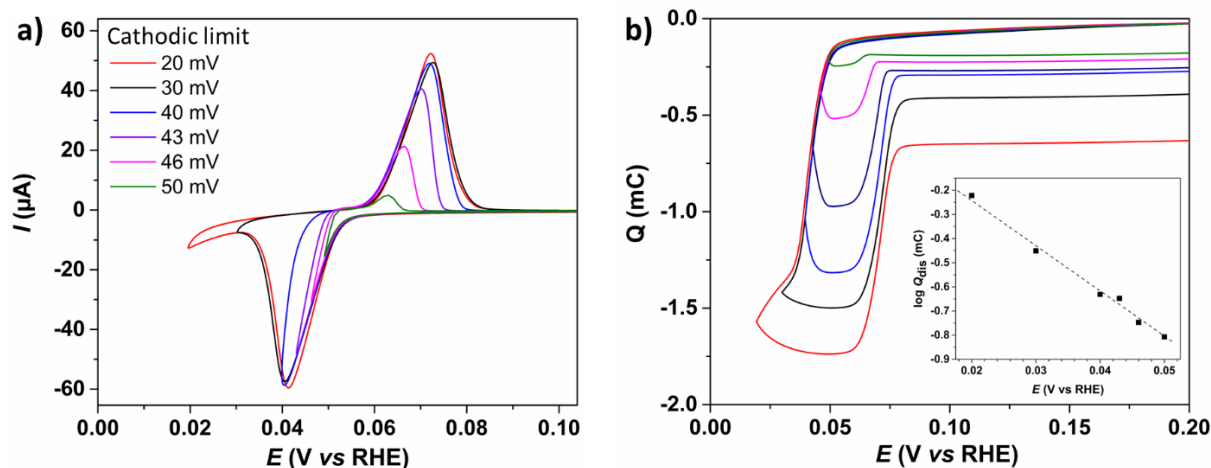 a)
Cathodic limit
20 mV
30 mV
40 mV
43 mV
46 mV
50 mV
60
40
20
0
-20
-40
-60
I (µA)
0.00 0.02 0.04 0.06 0.08 0.10
E (V vs RHE)
b)
0.0
-0.5
-1.0
-1.5
-2.0
Q (mC)
0.00 0.05 0.10 0.15 0.20
E (V vs RHE)
-0.2
-0.3
-0.4
-0.5
-0.6
-0.7
-0.8
-0.9
log Qdis (mC)
0.02 0.03 0.04 0.05
E (V vs RHE)